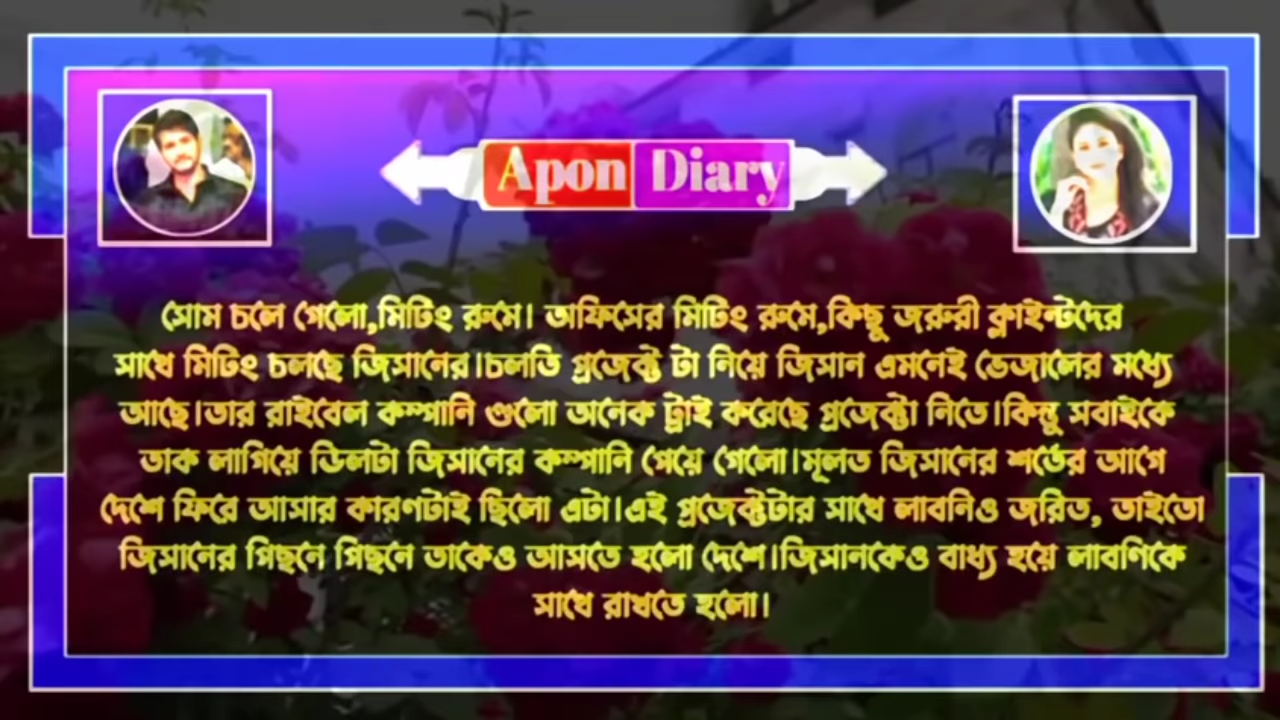 Apon Diary
সোম চলে গেলো,মিটিং রুমে। অফিসের মিটিং রুমে,কিছু জরুরী ক্লাইন্টদের
সাথে মিটিং চলছে জিসানের।চলতি প্রজেক্ট টা নিয়ে জিসান এমনেই ভেজালের মধ্যে
আছে।তার রাইবেল কম্পানি গুলো অনেক ট্রাই করেছে প্রজেক্টা নিতে।কিন্তু সবাইকে
তাক লাগিয়ে ডিলটা জিসানের কম্পানি পেয়ে গেলো।মূলত জিসানের শর্তের আগে
দেশে ফিরে আসার কারণটাই ছিলো এটা।এই প্রজেক্টটার সাথে লাবনিও জরিত, তাইতো
জিসানের পিছনে পিছনে তাকেও আসতে হলো দেশে।জিসানকেও বাধ্য হয়ে লাবণিকে
সাথে রাখতে হলো।